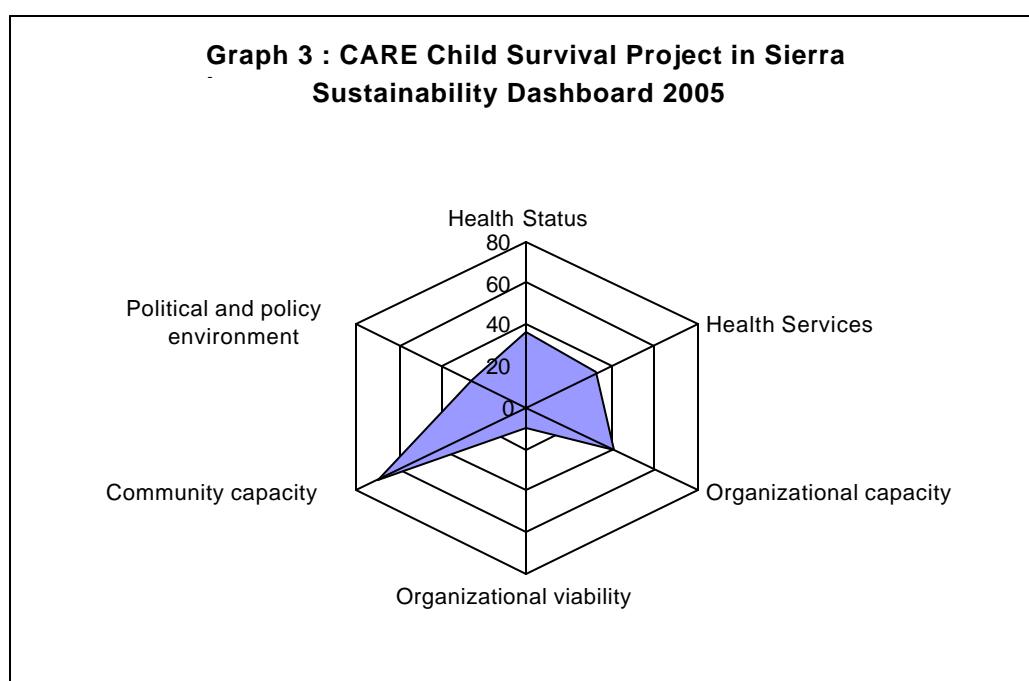 Graph 3 : CARE Child Survival Project in Sierra
Sustainability Dashboard 2005
Health Status
80
60
40
20
0
Political and policy
environment
Health Services
Community capacity
Organizational capacity
Organizational viability